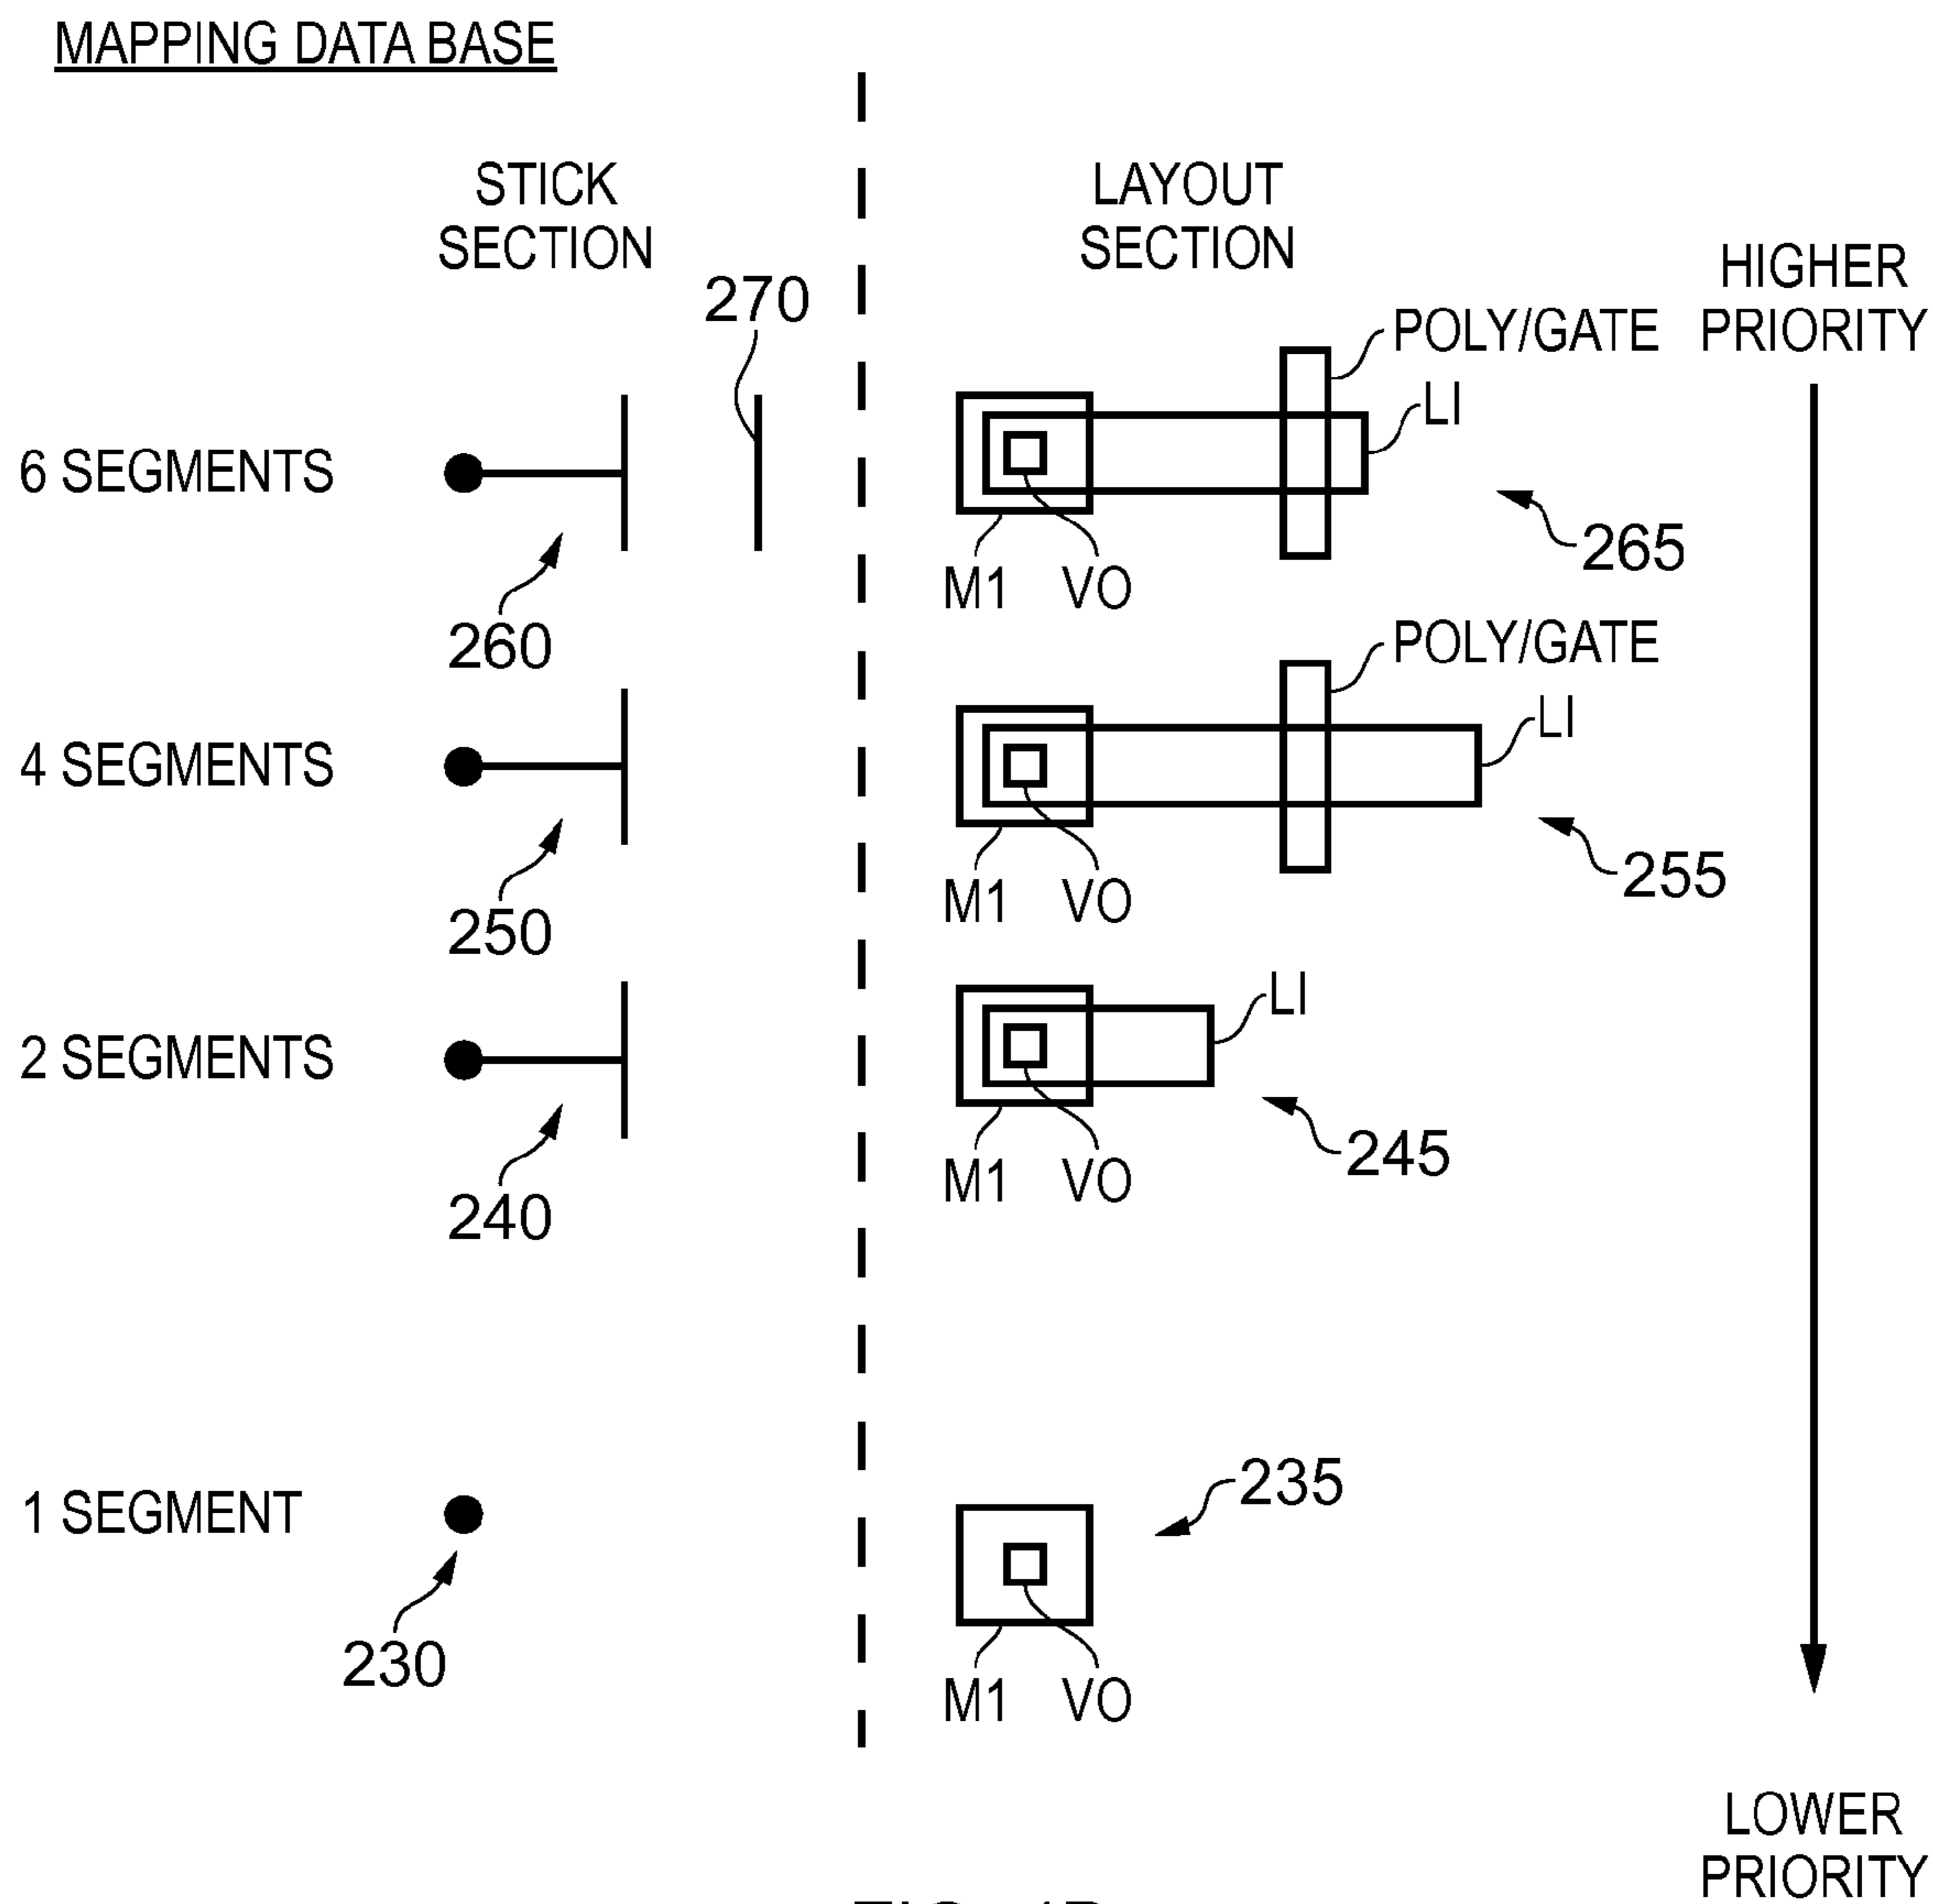 MAPPING DATA BASE
STICK
SECTION
LAYOUT
SECTION
HIGHER
PRIORITY
270
POLY/GATE
LI
6 SEGMENTS
265
M1
VO
260
POLY/GATE
LI
4 SEGMENTS
255
M1
VO
250
LI
2 SEGMENTS
245
M1
VO
240
235
1 SEGMENT
230
M1
VO
LOWER
PRIORITY